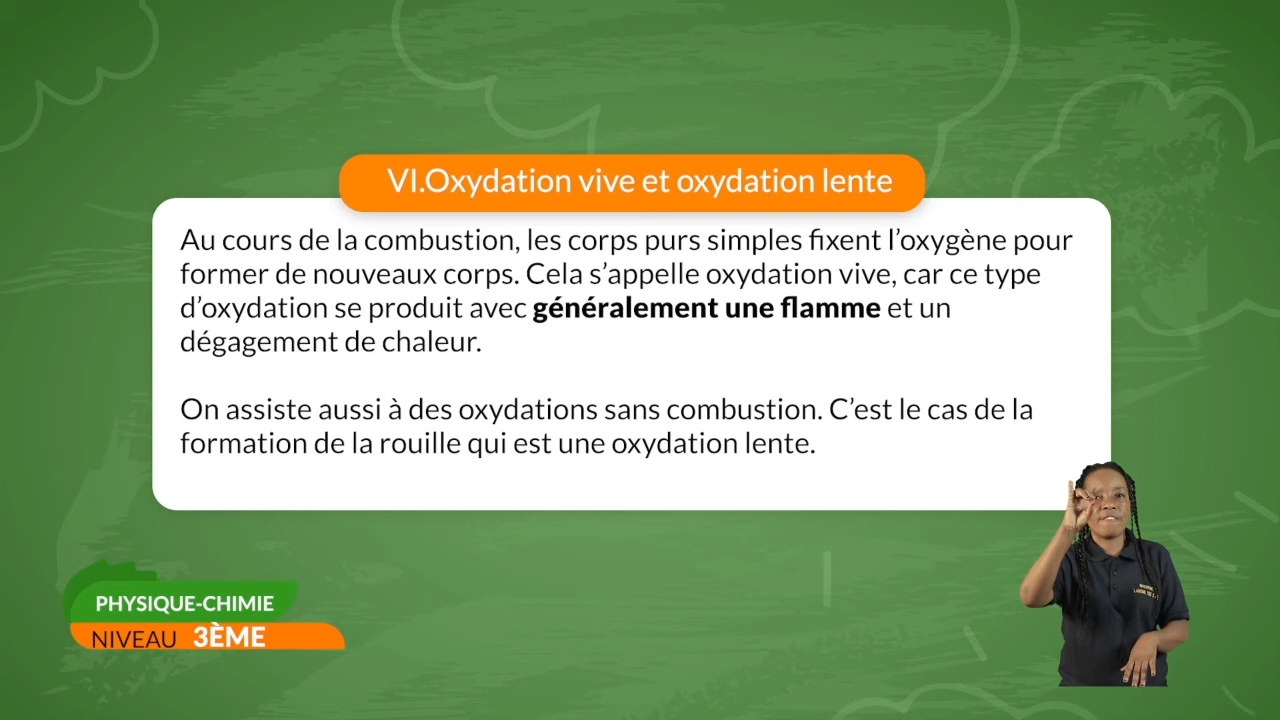 VI.Oxydation vive et oxydation lente
Au cours de la combustion, les corps purs simples fixent l’oxygène pour
former de nouveaux corps. Cela s’appelle oxydation vive, car ce type
d’oxydation se produit avec généralement une flamme et un
dégagement de chaleur.
On assiste aussi à des oxydations sans combustion. C’est le cas de la
formation de la rouille qui est une oxydation lente.
PHYSIQUE-CHIMIE
NIVEAU 3ÈME